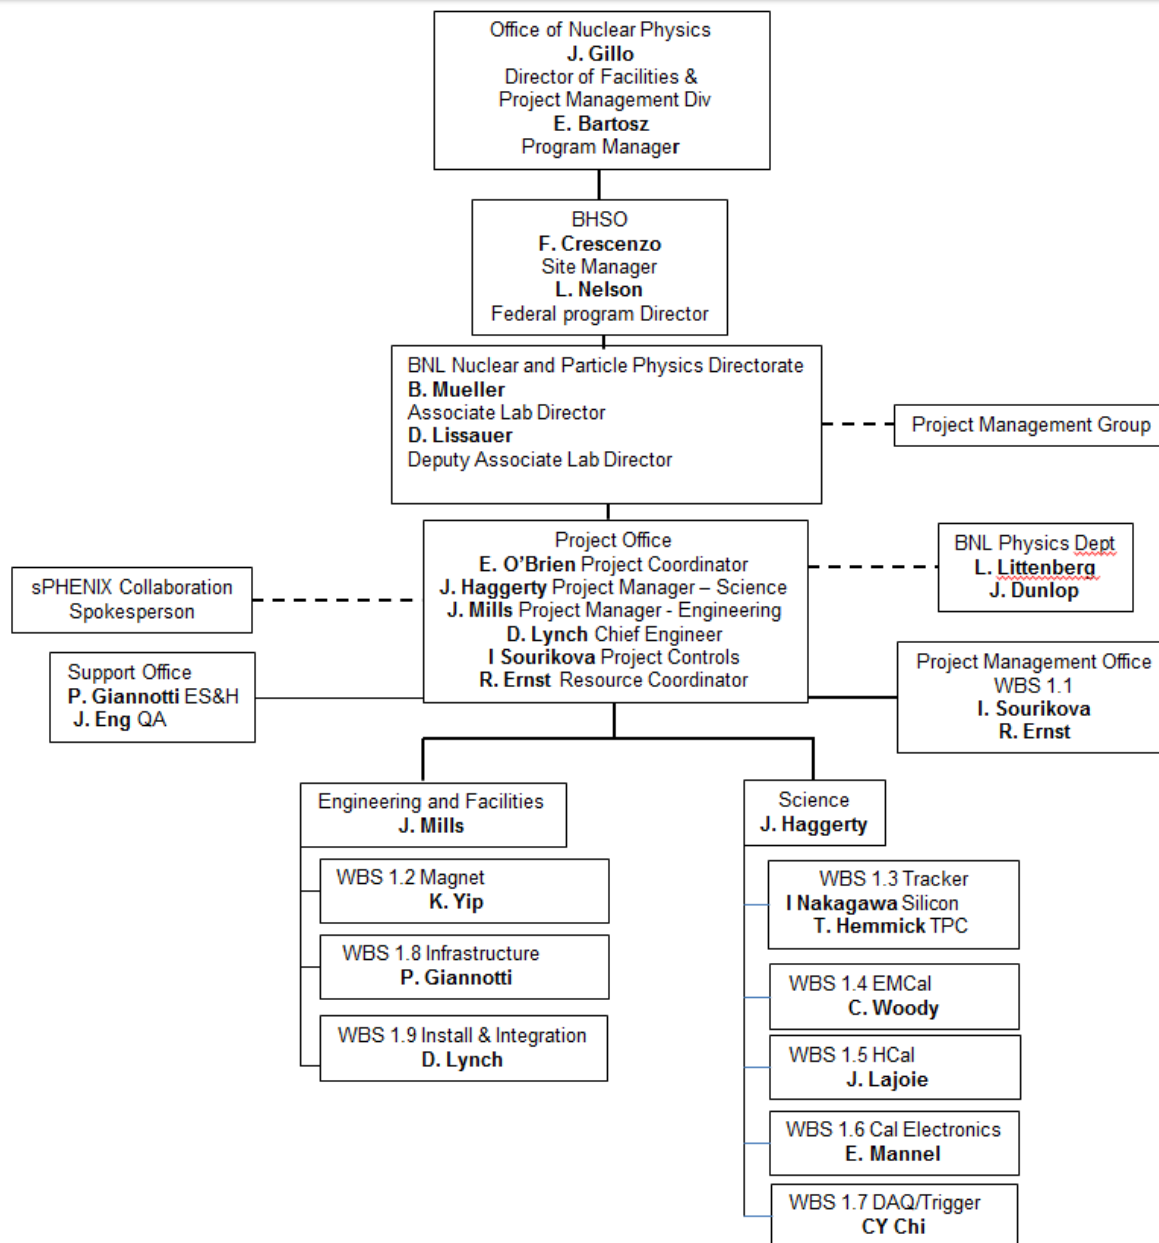 Office of Nuclear Physics
J. Gillo
Director of Facilities &
Project Management Div
E. Bartosz
Program Manager
BHSO
F. Crescenzo
Site Manager
L. Nelson
Federal program Director
BNL Nuclear and Particle Physics Directorate
B. Mueller
Associate Lab Director
D. Lissauer
Deputy Associate Lab Director
Project Management Group
Project Office
E. O’Brien Project Coordinator
J. Haggerty Project Manager – Science
J. Mills Project Manager - Engineering
D. Lynch Chief Engineer
I Sourikova Project Controls
R. Ernst Resource Coordinator
BNL Physics Dept
L. Littenberg
J. Dunlop
sPHENIX Collaboration
Spokesperson
Support Office
P. Giannotti ES&H
J. Eng QA
Project Management Office
WBS 1.1
I. Sourikova
R. Ernst
Engineering and Facilities
J. Mills
WBS 1.2 Magnet
K. Yip
WBS 1.8 Infrastructure
P. Giannotti
WBS 1.9 Install & Integration
D. Lynch
Science
J. Haggerty
WBS 1.3 Tracker
I Nakagawa Silicon
T. Hemmick TPC
WBS 1.4 EMCal
C. Woody
WBS 1.5 HCal
J. Lajoie
WBS 1.6 Cal Electronics
E. Mannel
WBS 1.7 DAQ/Trigger
CY Chi